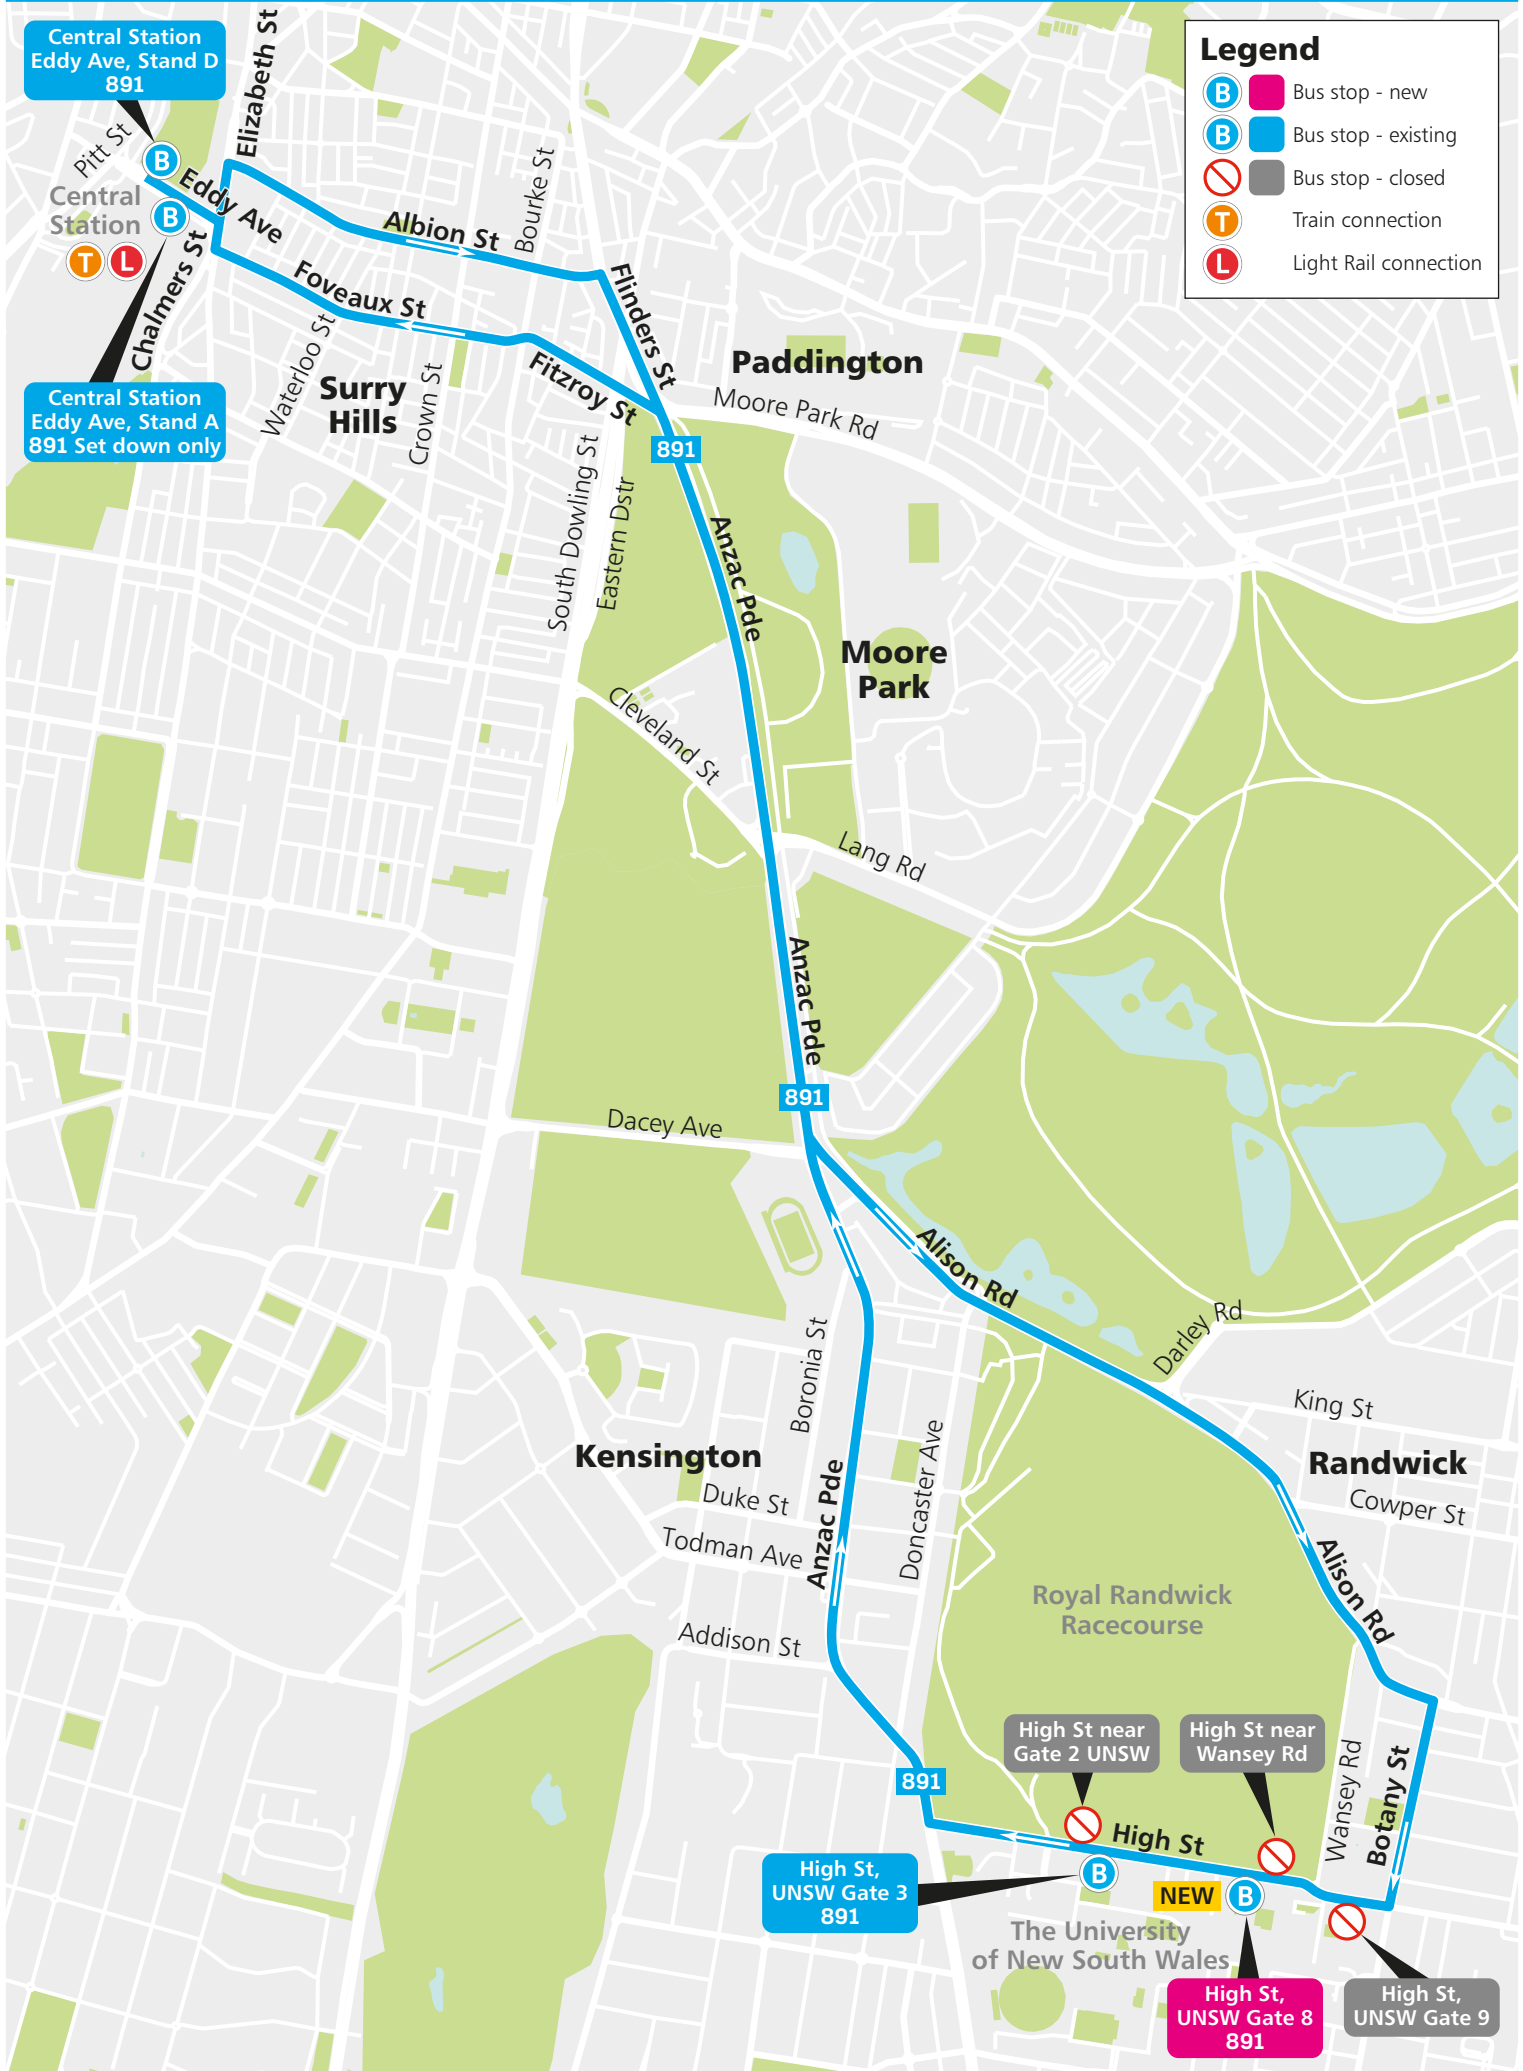 Central Station
Eddy Ave, Stand D
891
Elizabeth St
Legend
B
Bus stop - new
B
Bus stop - existing
Bus stop - closed
T
Train connection
L
Light Rail connection
Pitt St
B
Central
Station
B
T
L
Eddy Ave
Albion St
Bourke St
Chalmers St
Foveaux St
Flinders St
Waterloo St
Surry
Hills
Crown St
Fitzroy St
Paddington
Moore Park Rd
Central Station
Eddy Ave, Stand A
891 Set down only
891
South Dowling St
Eastern Dstr
Anzac Pde
Moore
Park
Cleveland St
Lang Rd
Anzac Pde
891
Dacey Ave
Alison Rd
Darley Rd
Boronia St
King St
Kensington
Doncaster Ave
Randwick
Duke St
Cowper St
Anzac Pde
Todman Ave
Alison Rd
Royal Randwick
Racecourse
Addison St
High St near
Gate 2 UNSW
High St near
Wansey Rd
Wansey Rd
Botany St
891
High St
High St,
UNSW Gate 3
891
B
NEW
B
The University
of New South Wales
High St,
UNSW Gate 8
891
High St,
UNSW Gate 9